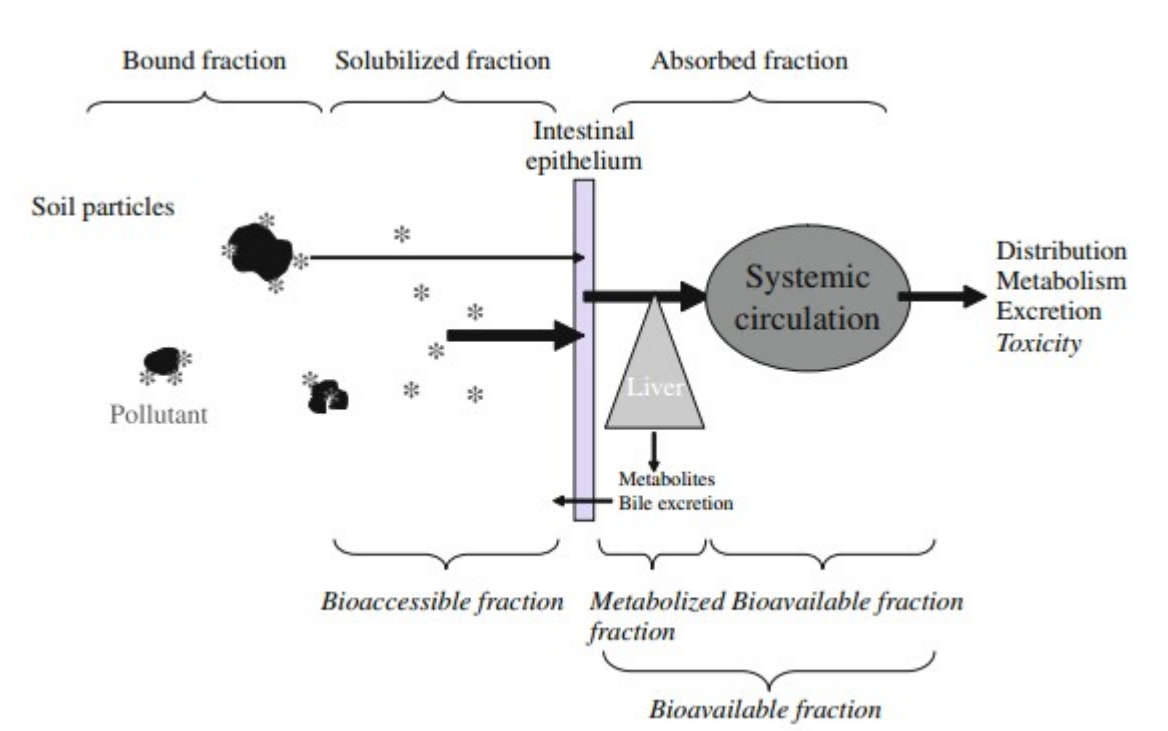 Bound fraction
Solubilized fraction
Absorbed fraction
Intestinal
epithelium
Soil particles
Pollutant
Systemic
circulation
Distribution
Metabolism
Excretion
Toxicity
Liver
Metabolites
Bile excretion
Bioaccessible fraction
Metabolized
fraction
Bioavailable fraction
Bioavailable fraction